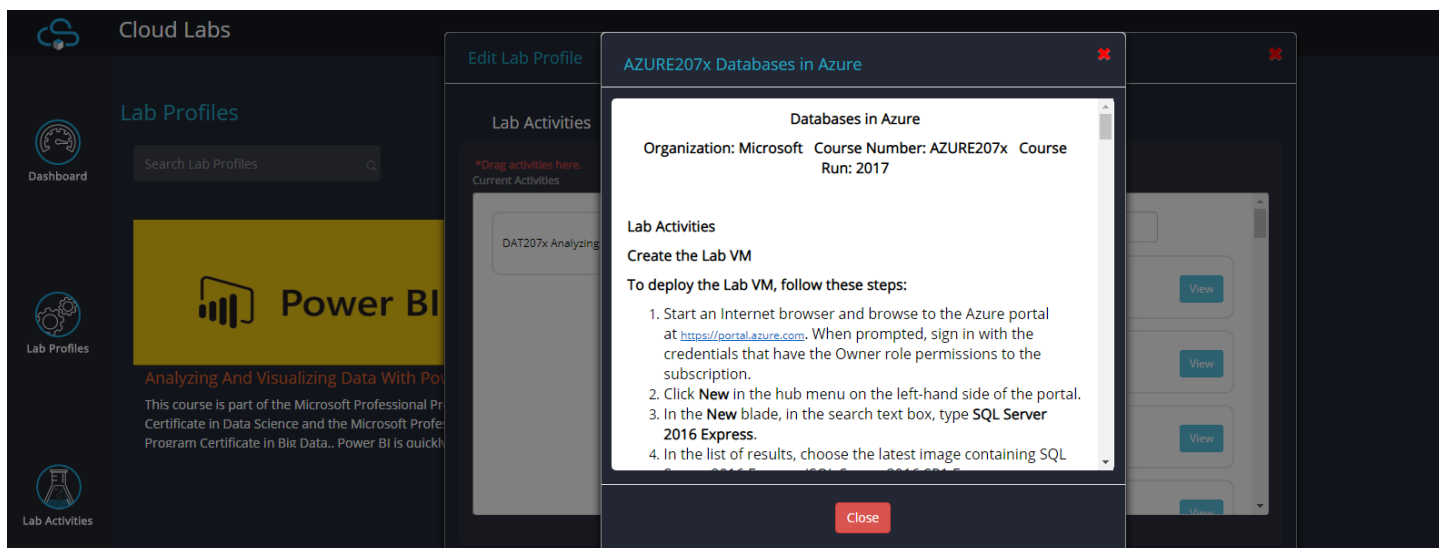 Cloud Labs
Edit Lab Profile
AZURE207x Databases in Azure
Lab Profiles
Search Lab Profiles
Dashboard
Lab Profiles
Lab Activities
Power BI
Analyzing And Visualizing Data With
This course is part of the Microsoft Professional
Certificate in Data Science and the Microsoft
Program Certificate in Big Data.. Power BI is
Lab Activities
*Drag activities here.
Current Activities
DAT207x Analyzing
Databases in Azure
Organization: Microsoft Course Number: AZURE207x Course
Run: 2017
Lab Activities
Create the Lab VM
To deploy the Lab VM, follow these steps:
1. Start an Internet browser and browse to the Azure portal
at https://portal.azure.com. When prompted, sign in with the
credentials that have the Owner role permissions to the
subscription.
2. Click New in the hub menu on the left-hand side of the portal.
3. In the New blade, in the search text box, type SQL Server
2016 Express.
4. In the list of results, choose the latest image containing SQL
View
View
View
View
Close